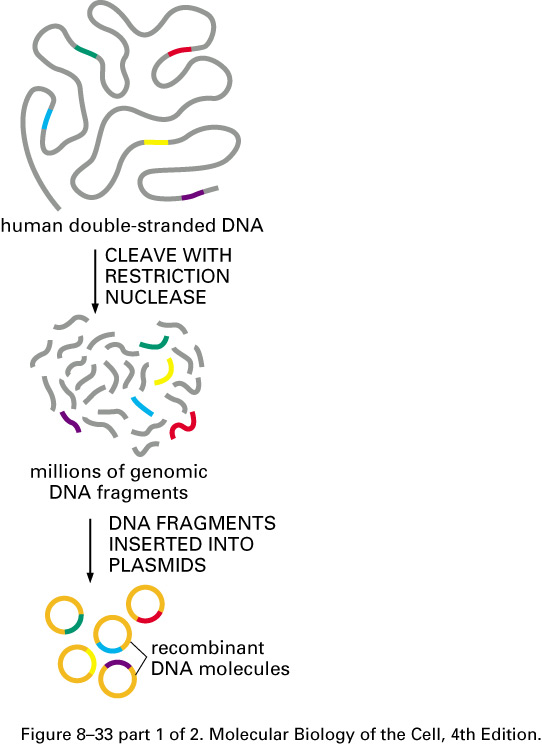 human double-stranded DNA
CLEAVE WITH
RESTRICTION
NUCLEASE
millions of genomic
DNA fragments
DNA FRAGMENTS
INSERTED INTO
PLASMIDS
recombinant
DNA molecules
Figure 8–33 part 1 of 2. Molecular Biology of the Cell, 4th Edition.